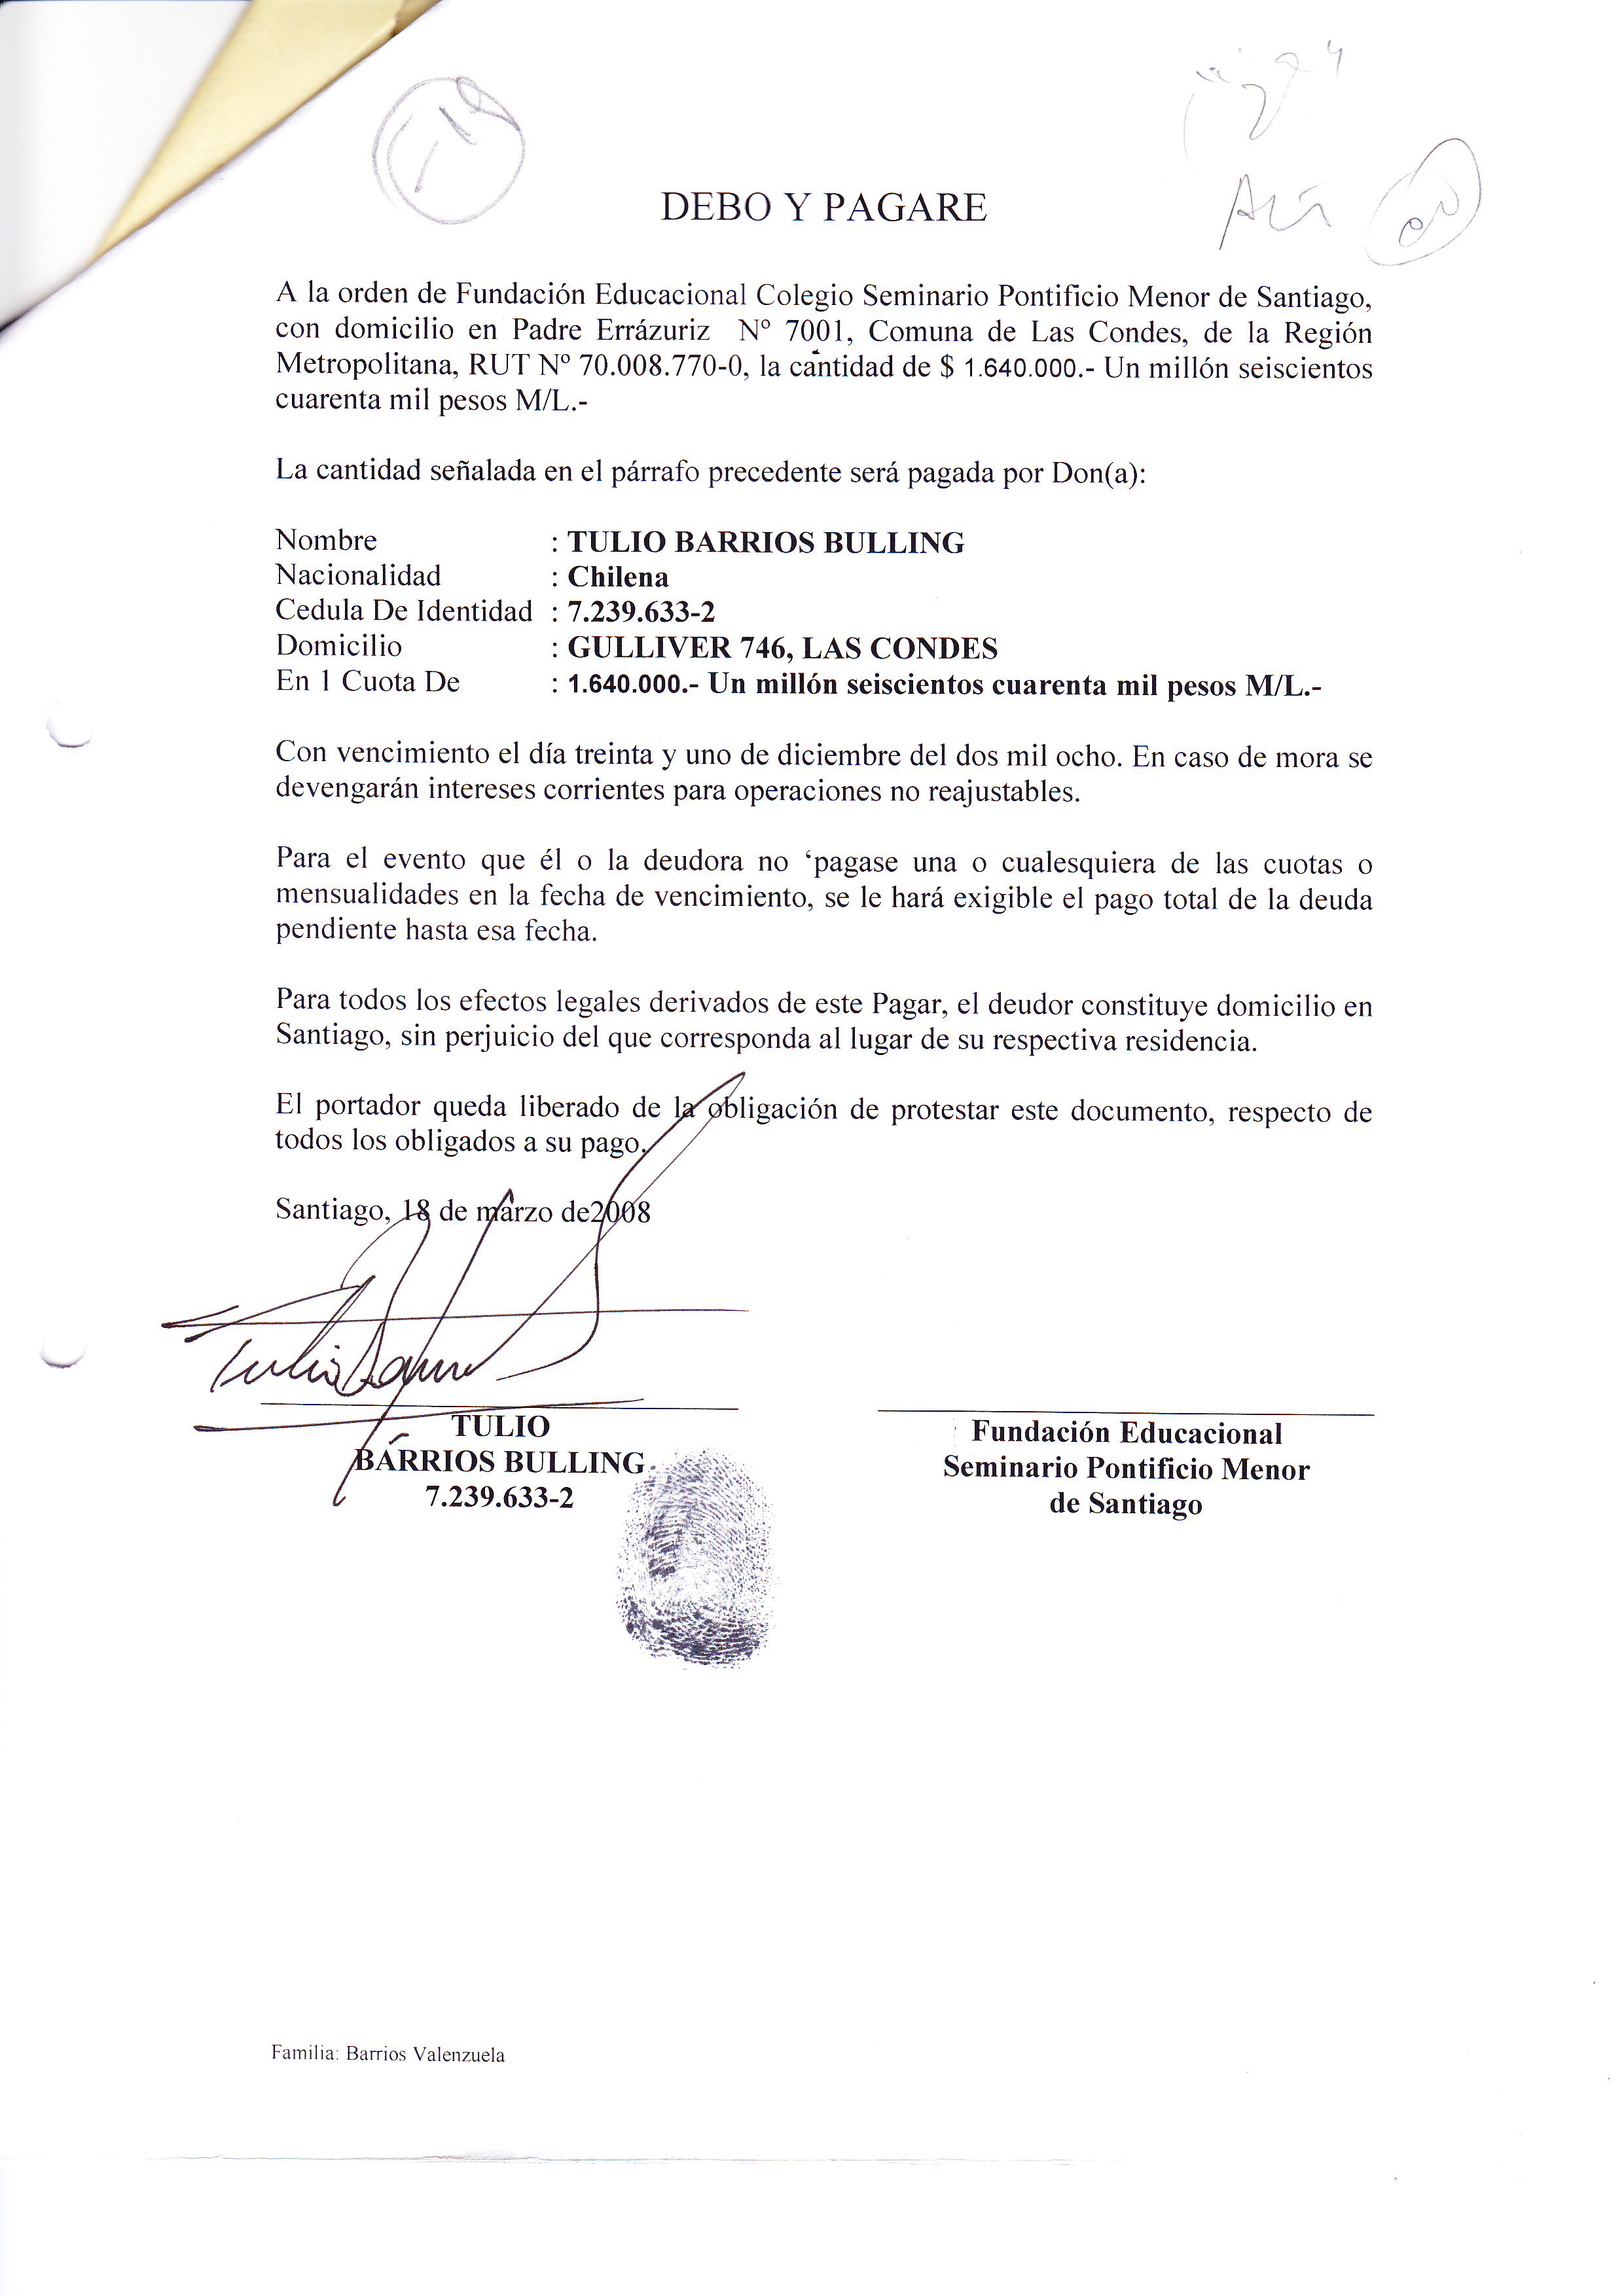 DEBO Y PAGARE
A la orden de Fundación Educacional Colegio Seminario Pontificio Menor de Santiago,
con domicilio en Padre Errázuriz Nº 7001, Comuna de Las Condes, de la Región
Metropolitana, RUT Nº 70.008.770-0, la cantidad de $ 1.640.000.- Un millón seiscientos
cuarenta mil pesos M/L.-
La cantidad señalada en el párrafo precedente será pagada por Don(a):
Nombre : TULIO BARRIOS BULLING
Nacionalidad : Chilena
Cedula De Identidad : 7.239.633-2
Domicilio : GULLIVER 746, LAS CONDES
En 1 Cuota De : 1.640.000.- Un millón seiscientos cuarenta mil pesos M/L.-
Con vencimiento el día treinta y uno de diciembre del dos mil ocho. En caso de mora se
devengarán intereses corrientes para operaciones no reajustables.
Para el evento que él o la deudora no ‘pagase una o cualesquiera de las cuotas o
mensualidades en la fecha de vencimiento, se le hará exigible el pago total de la deuda
pendiente hasta esa fecha.
Para todos los efectos legales derivados de este Pagar, el deudor constituye domicilio en
Santiago, sin perjuicio del que corresponda al lugar de su respectiva residencia.
El portador queda liberado de la obligación de protestar este documento, respecto de
todos los obligados a su pago.
Santiago, 18 de marzo de2008
TULIO
BARRIOS BULLING
7.239.633-2
Fundación Educacional
Seminario Pontificio Menor
de Santiago
Familia: Barrios Valenzuela